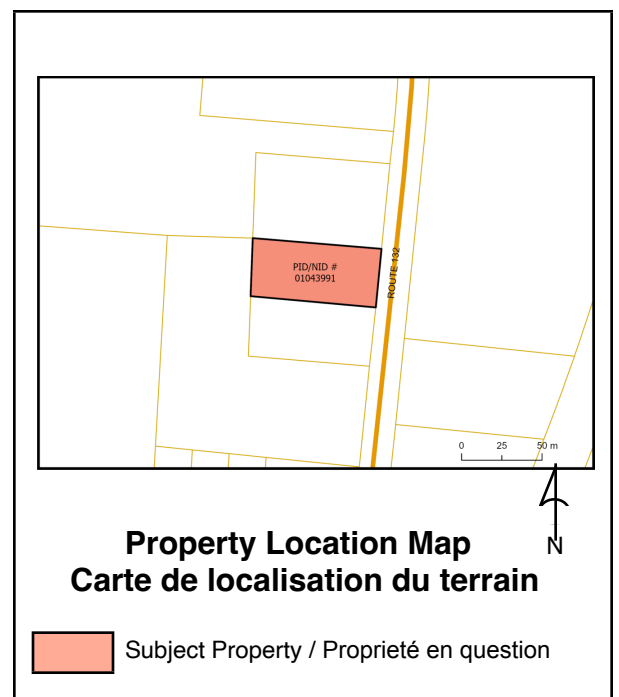 PID/NID #
01043991
ROUTE 132
0 25 50 m
N
Property Location Map
Carte de localisation du terrain
Subject Property / Proprieté en question